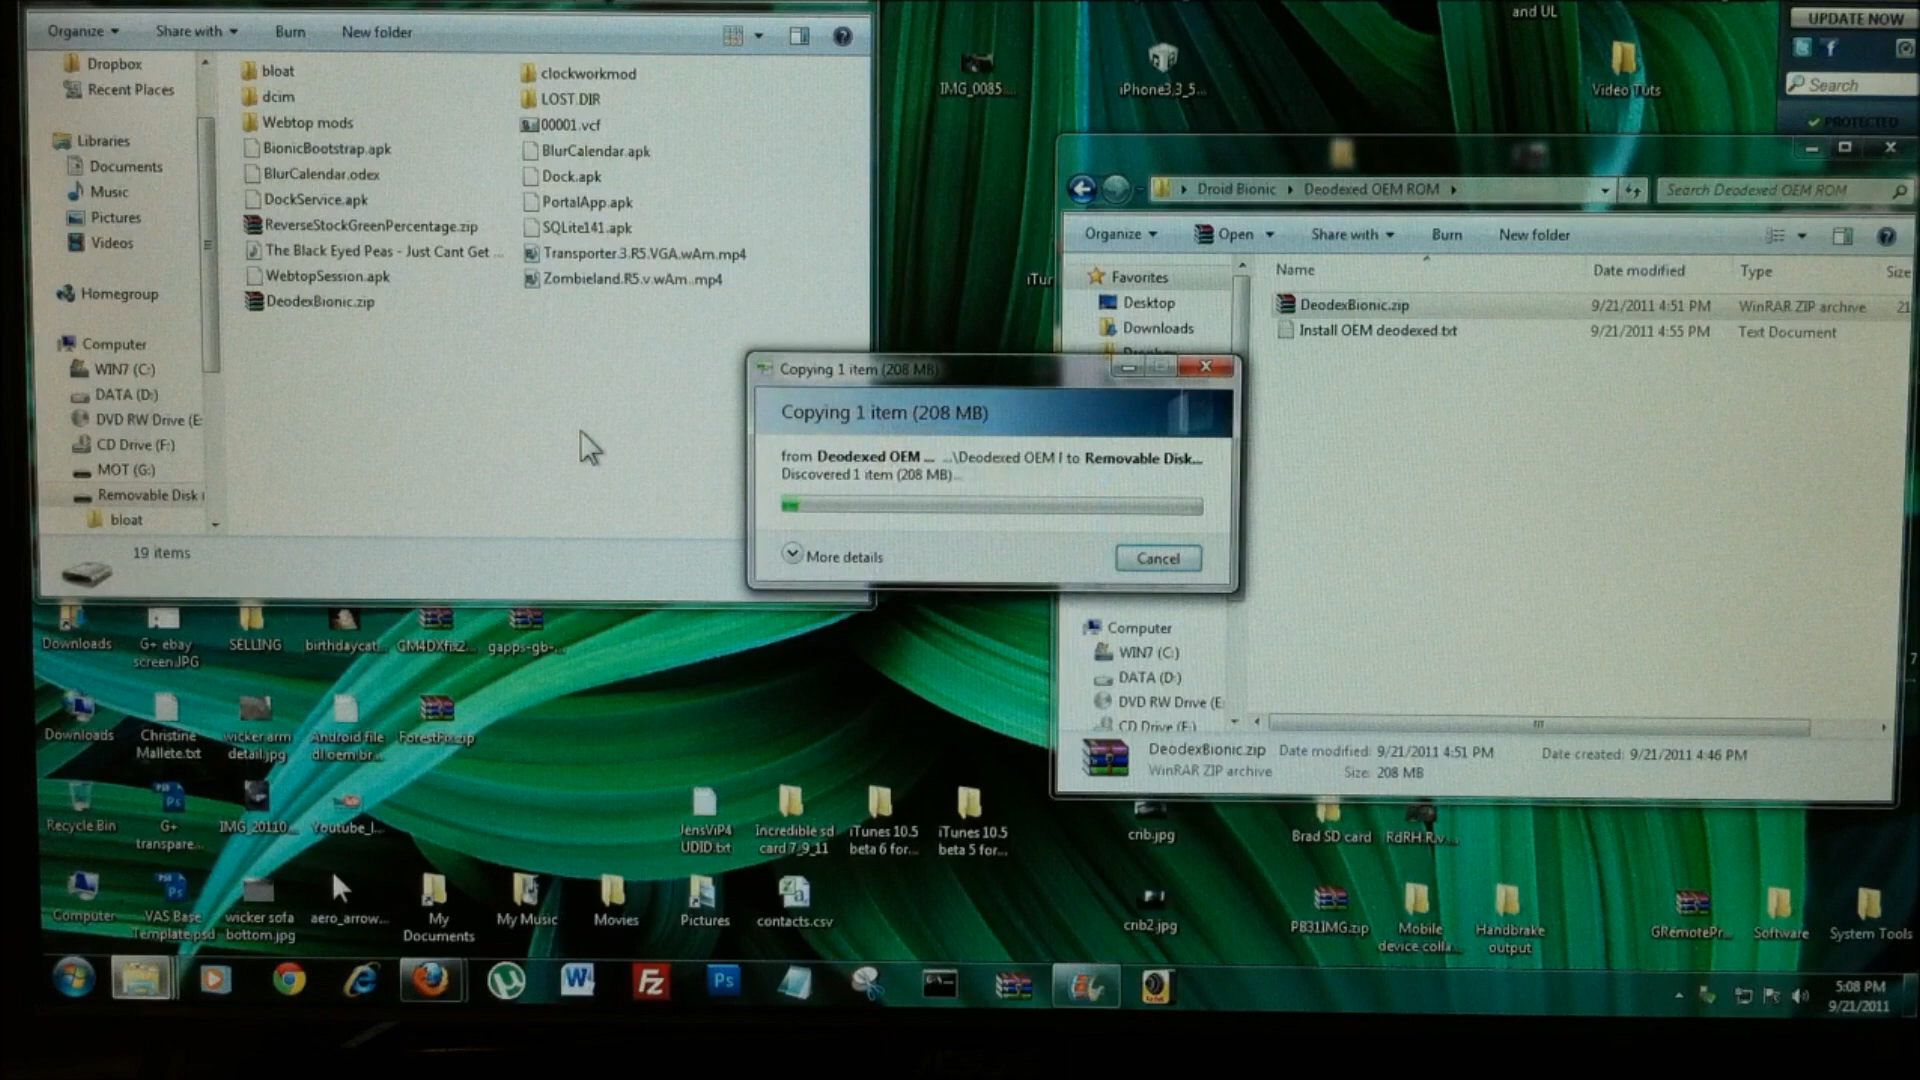 Organize
Share with
Burn
New folder
Dropbox
Recent Places
Libraries
Documents
Music
Pictures
Videos
Homegroup
Computer
WIN7 (C:)
DATA (D:)
DVD RW Drive (E:
CD Drive (F:)
MOT (G:)
Removable Disk
bloat
bloat
dcim
Webtop mods
BionicBootstrap.apk
BlurCalendar.odex
DockService.apk
ReverseStockGreenPercentage.zip
The Black Eyed Peas - Just Cant Get ...
WebtopSession.apk
DeodexBionic.zip
clockworkmod
LOST.DIR
00001.vcf
BlurCalendar.apk
Dock.apk
PortalApp.apk
SQLite141.apk
Transporter.3.R5.VGA.wAm.mp4
Zombieland.R5.v.wAm..mp4
19 items
and UL
IMG_0085....
iPhone3,3_5...
Video Tuts
UPDATE NOW
Search
PROTECTED
Droid Bionic
Deodexed OEM ROM
Search Deodexed OEM ROM
Organize
Open
Share with
Burn
New folder
Favorites
Desktop
Downloads
Computer
WIN7 (C:)
DATA (D:)
DVD RW Drive (E:
CD Drive (F:)
Name
Date modified
Type
Size
DeodexBionic.zip
9/21/2011 4:51 PM
WinRAR ZIP archive
21
Install OEM deodexed.txt
9/21/2011 4:55 PM
Text Document
DeodexBionic.zip
Date modified: 9/21/2011 4:51 PM
Date created: 9/21/2011 4:46 PM
WinRAR ZIP archive
Size: 208 MB
Copying 1 item (208 MB)
Copying 1 item (208 MB)
from Deodexed OEM ... ...\Deodexed OEM I to Removable Disk...
Discovered 1 item (208 MB)...
More details
Cancel
Downloads
G+ ebay
screen.JPG
SELLING
birthdaycat...
GM4DXfix2...
gapps-gb-...
Downloads
Christine
Mallete.txt
wicker arm
detail.jpg
Android file
dl oem br...
ForestFix.zip
Recycle Bin
G+
transpare...
IMG_20110...
Youtube_l...
JensViP4
UDID.txt
Incredible sd
card 7_9_11
iTunes 10.5
beta 6 for...
iTunes 10.5
beta 5 for...
crib.jpg
Brad SD card
RdRH.R.v...
Computer
VAS Base
Template.psd
wicker sofa
bottom.jpg
aero_arrow...
My
Documents
My Music
Movies
Pictures
contacts.csv
crib2.jpg
PB31IMG.zip
Mobile
device colla...
Handbrake
output
GRemotePr...
Software
System Tools
5:08 PM
9/21/2011